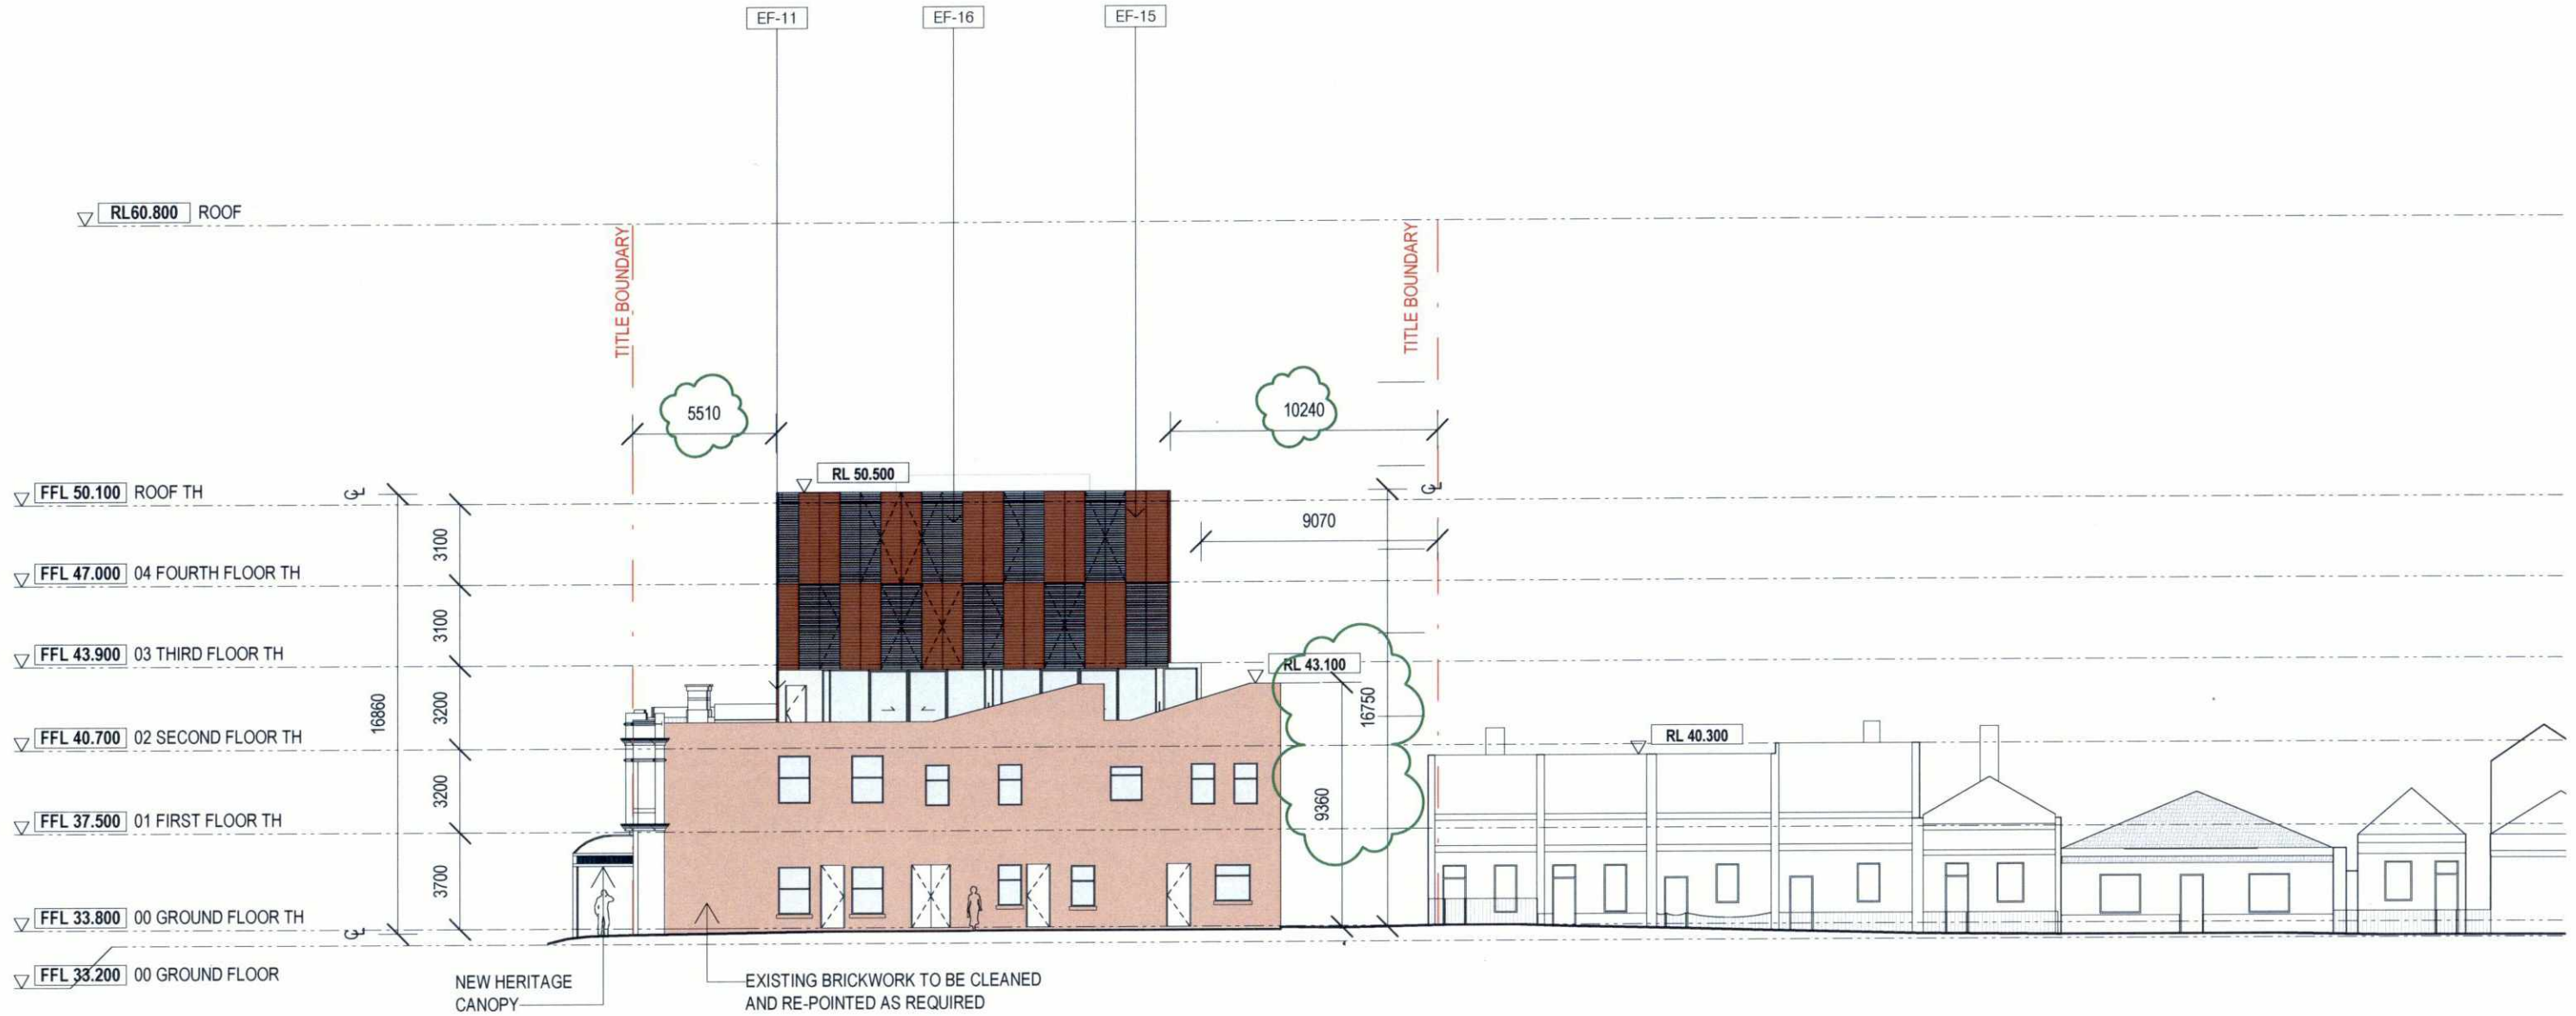 EF-11
EF-16
EF-15
RL60.800 ROOF
TITLE BOUNDARY
TITLE BOUNDARY
5510
10240
RL 50.500
FFL 50.100 ROOF TH
9070
3100
FFL 47.000 04 FOURTH FLOOR TH
3100
FFL 43.900 03 THIRD FLOOR TH
RL 43.100
16860
3200
16750
FFL 40.700 02 SECOND FLOOR TH
RL 40.300
3200
9360
FFL 37.500 01 FIRST FLOOR TH
3700
FFL 33.800 00 GROUND FLOOR TH
FFL 33.200 00 GROUND FLOOR
NEW HERITAGE
CANOPY
EXISTING BRICKWORK TO BE CLEANED
AND RE-POINTED AS REQUIRED